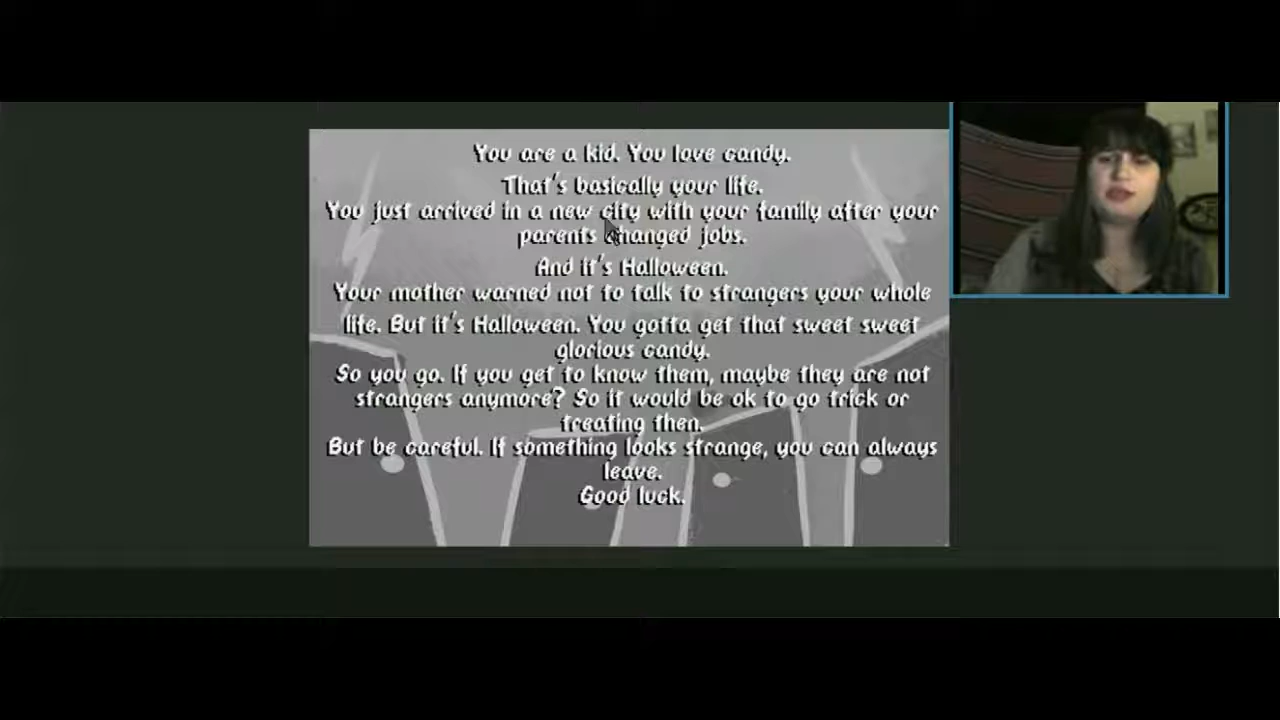 You are a kid. You love candy.
That's basically your life.
You just arrived in a new city with your family after your
parents changed jobs.
And it's Halloween.
Your mother warned not to talk to strangers your whole
life. But it's Halloween. You gotta get that sweet sweet
glorious candy.
So you go. If you get to know them, maybe they are not
strangers anymore? So it would be ok to go trick or
treating then.
But be careful. If something looks strange, you can always
leave.
Good luck.